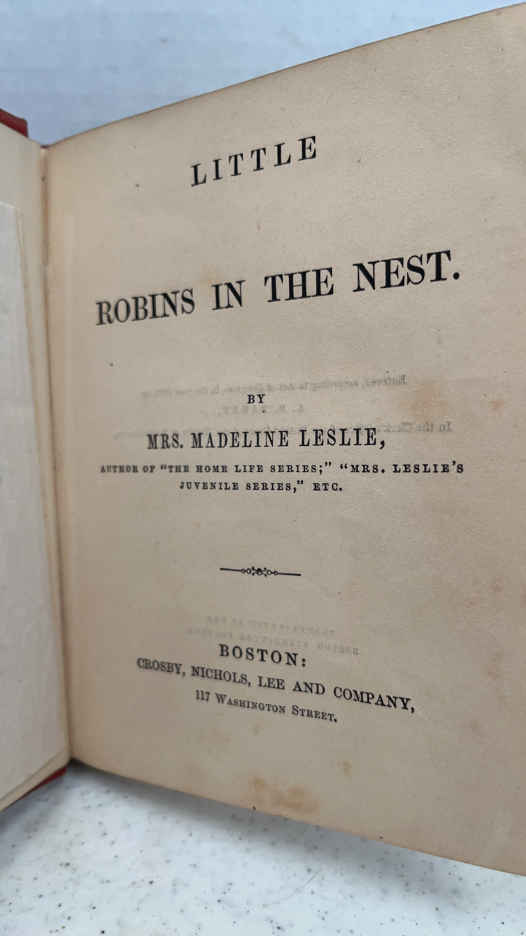 LITTLE
ROBINS IN THE NEST.
BY
MRS. MADELINE LESLIE,
AUTHOR OF "THE HOME LIFE SERIES;" "MRS. LESLIE'S
JUVENILE SERIES," ETC.
BOSTON:
CROSBY, NICHOLS, LEE AND COMPANY,
117 WASHINGTON STREET.